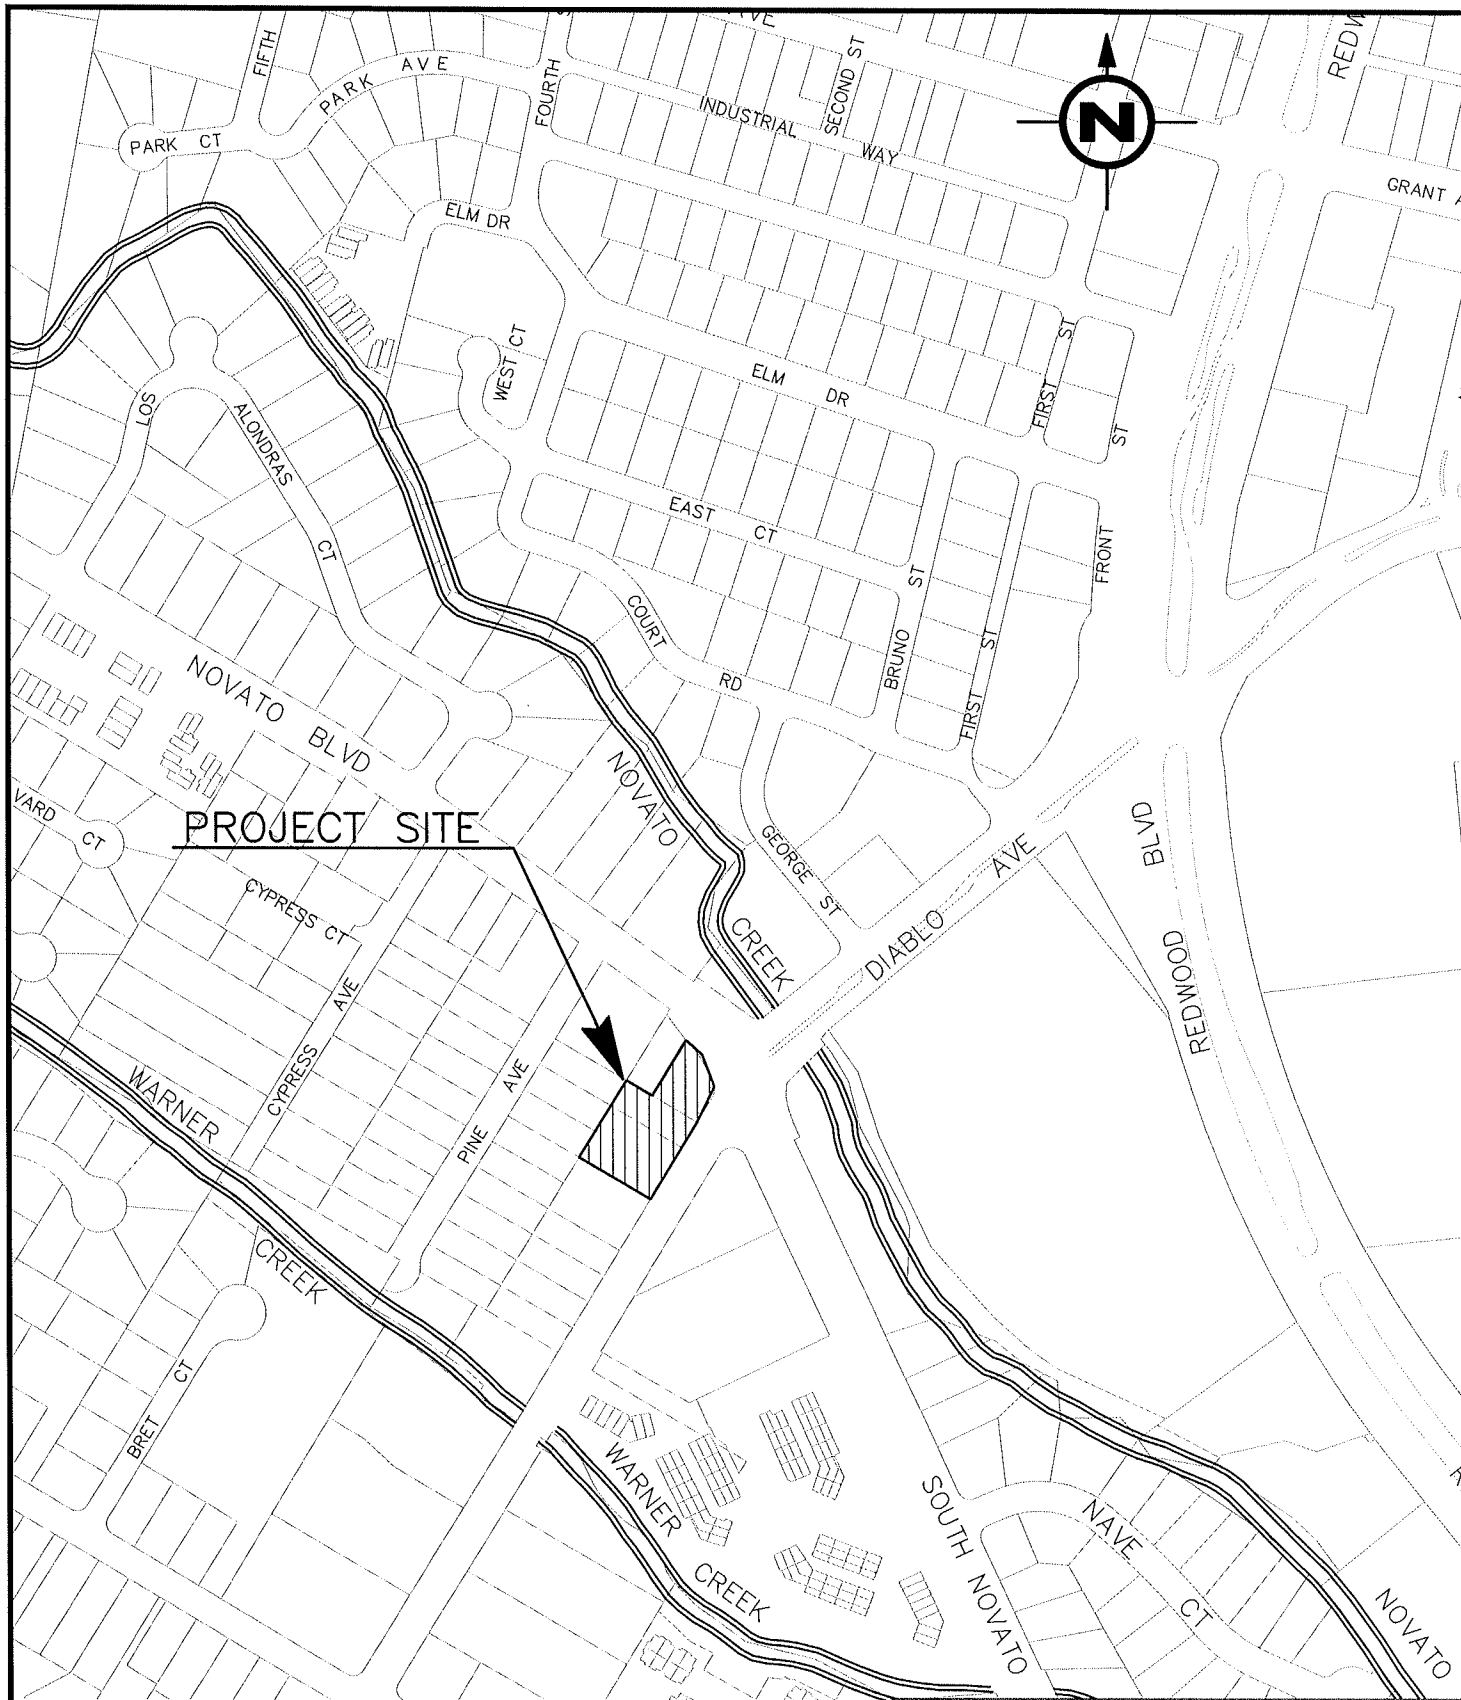 FIFTH
PARK AVE
FOURTH
SECOND ST
REDW
N
INDUSTRIAL WAY
PARK CT
GRANT A
ELM DR
WEST CT
FIRST ST
ELM DR
ST
LOS ALONDRAS CT
EAST CT
FRONT
BRUNO ST
COURT RD
FIRST ST
NOVATO BLVD
NOVATO CREEK
VARD CT
PROJECT SITE
GEORGE ST
DIABLO AVE
REDWOOD BLVD
CYPRESS CT
CYPRESS AVE
PINE AVE
WARNER CREEK
BRET CT
WARNER CREEK
SOUTH NOVATO
NAVE CT
NOVATO